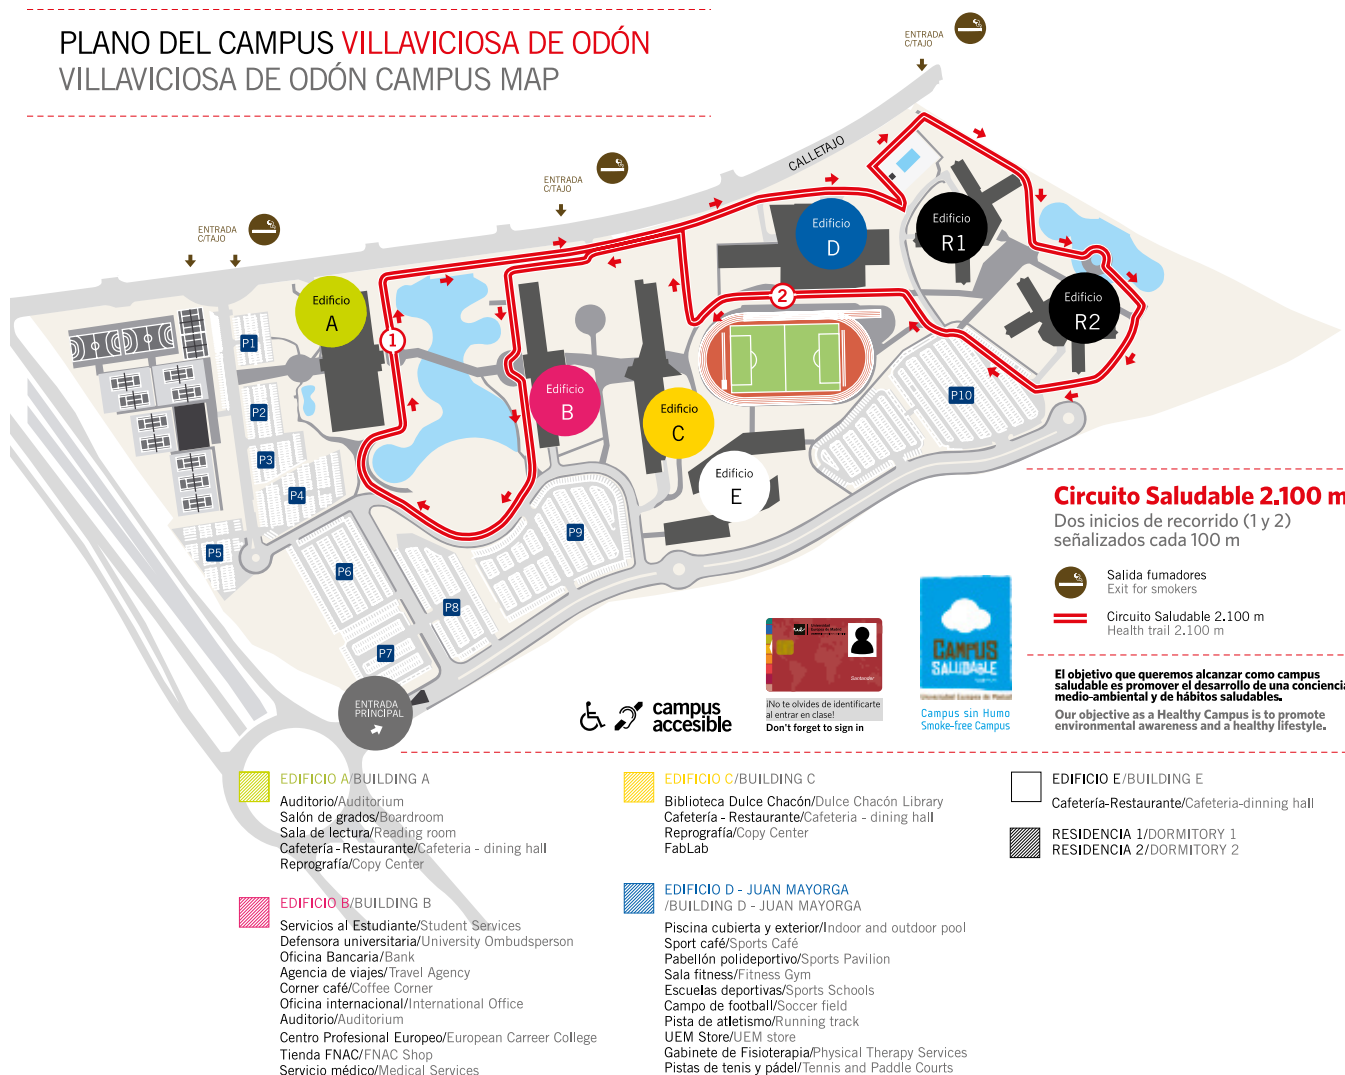 PLANO DEL CAMPUS VILLAVICIOSA DE ODÓN
VILLAVICIOSA DE ODÓN CAMPUS MAP
ENTRADA
C/TAJO
CALLETAJO
ENTRADA
C/TAJO
ENTRADA
C/TAJO
Edificio
A
Edificio
B
Edificio
C
Edificio
D
Edificio
E
Edificio
R1
Edificio
R2
1
2
P1
P2
P3
P4
P5
P6
P7
P8
P9
P10
ENTRADA
PRINCIPAL
Circuito Saludable 2.100 m
Dos inicios de recorrido (1 y 2)
señalizados cada 100 m
Salida fumadores
Exit for smokers
Circuito Saludable 2.100 m
Health trail 2.100 m
El objetivo que queremos alcanzar como campus
saludable es promover el desarrollo de una conciencia
medio-ambiental y de hábitos saludables.
Our objective as a Healthy Campus is to promote
environmental awareness and a healthy lifestyle.
campus
accesible
Santander
¡No te olvides de identificarte
al entrar en clase!
Don't forget to sign in
CAMPUS
SALUDABLE
Universidad Europea de Madrid
Campus sin Humo
Smoke-free Campus
EDIFICIO A/BUILDING A
Auditorio/Auditorium
Salón de grados/Boardroom
Sala de lectura/Reading room
Cafetería - Restaurante/Cafeteria - dining hall
Reprografía/Copy Center
EDIFICIO B/BUILDING B
Servicios al Estudiante/Student Services
Defensora universitaria/University Ombudsperson
Oficina Bancaria/Bank
Agencia de viajes/Travel Agency
Corner café/Coffee Corner
Oficina internacional/International Office
Auditorio/Auditorium
Centro Profesional Europeo/European Carreer College
Tienda FNAC/FNAC Shop
Servicio médico/Medical Services
EDIFICIO C/BUILDING C
Biblioteca Dulce Chacón/Dulce Chacón Library
Cafetería - Restaurante/Cafeteria - dining hall
Reprografía/Copy Center
FabLab
EDIFICIO D - JUAN MAYORGA
/BUILDING D - JUAN MAYORGA
Piscina cubierta y exterior/Indoor and outdoor pool
Sport café/Sports Café
Pabellón polideportivo/Sports Pavilion
Sala fitness/Fitness Gym
Escuelas deportivas/Sports Schools
Campo de football/Soccer field
Pista de atletismo/Running track
UEM Store/UEM store
Gabinete de Fisioterapia/Physical Therapy Services
Pistas de tenis y pádel/Tennis and Paddle Courts
EDIFICIO E/BUILDING E
Cafetería-Restaurante/Cafeteria-dinning hall
RESIDENCIA 1/DORMITORY 1
RESIDENCIA 2/DORMITORY 2